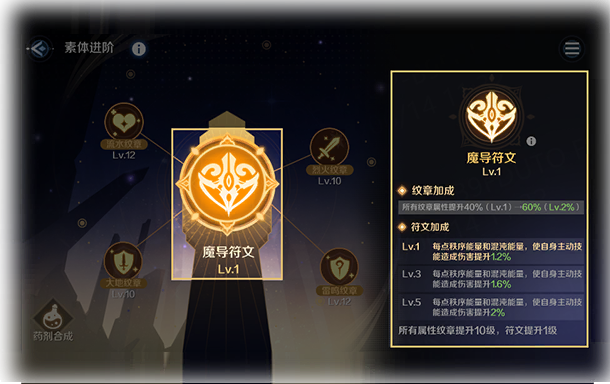 素体进阶
流水纹章
Lv.12
烈火纹章
Lv.10
魔导符文
Lv.1
大地纹章
Lv.10
雷鸣纹章
Lv.12
药剂合成
魔导符文
Lv.1
纹章加成
所有纹章属性提升40%（Lv.1）→60%（Lv.2%）
符文加成
Lv.1 每点秩序能量和混沌能量，使自身主动技
能造成伤害提升1.2%
Lv.3 每点秩序能量和混沌能量，使自身主动技
能造成伤害提升1.6%
Lv.5 每点秩序能量和混沌能量，使自身主动技
能造成伤害提升2%
所有属性纹章提升10级，符文提升1级